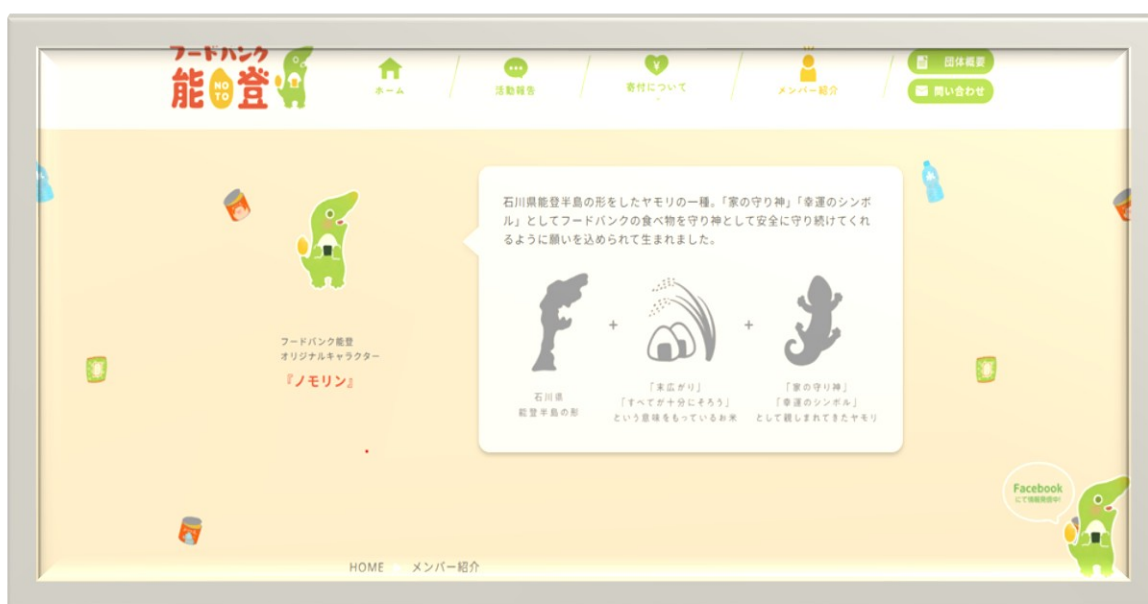 フードバンク
能登
NO
TO
ホーム
活動報告
寄付について
メンバー紹介
団体概要
問い合わせ
石川県能登半島の形をしたヤモリの一種。「家の守り神」「幸運のシンボ
ル」としてフードバンクの食べ物を守り神として安全に守り続けてくれ
るように願いを込められて生まれました。
フードバンク能登
オリジナルキャラクター
『ノモリン』
+
+
石川県
能登半島の形
「末広がり」
「すべてが十分にそろう」
という意味をもっているお米
「家の守り神」
「幸運のシンボル」
として親しまれてきたヤモリ
Facebook
にて情報発信中!
HOME
メンバー紹介